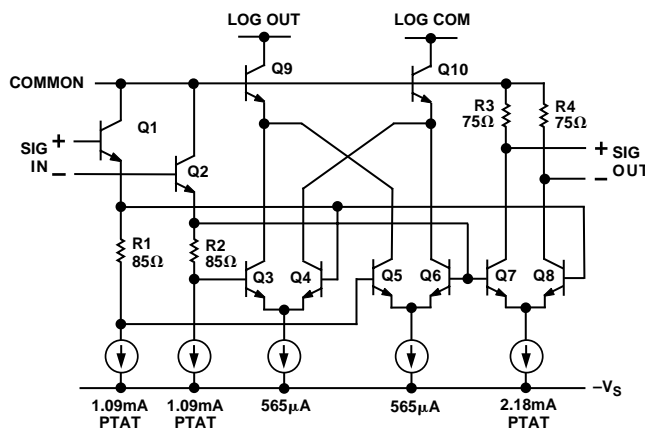 LOG OUT LOG COM
Q9 Q10
COMMON
R3
75Ω
R4
75Ω
Q1
+
SIG
IN
–
Q2
+
SIG
OUT
–
R1
85Ω
R2
85Ω
Q3 Q4 Q5 Q6 Q7 Q8
–VS
1.09mA
PTAT
1.09mA
PTAT
565µA
565µA
2.18mA
PTAT